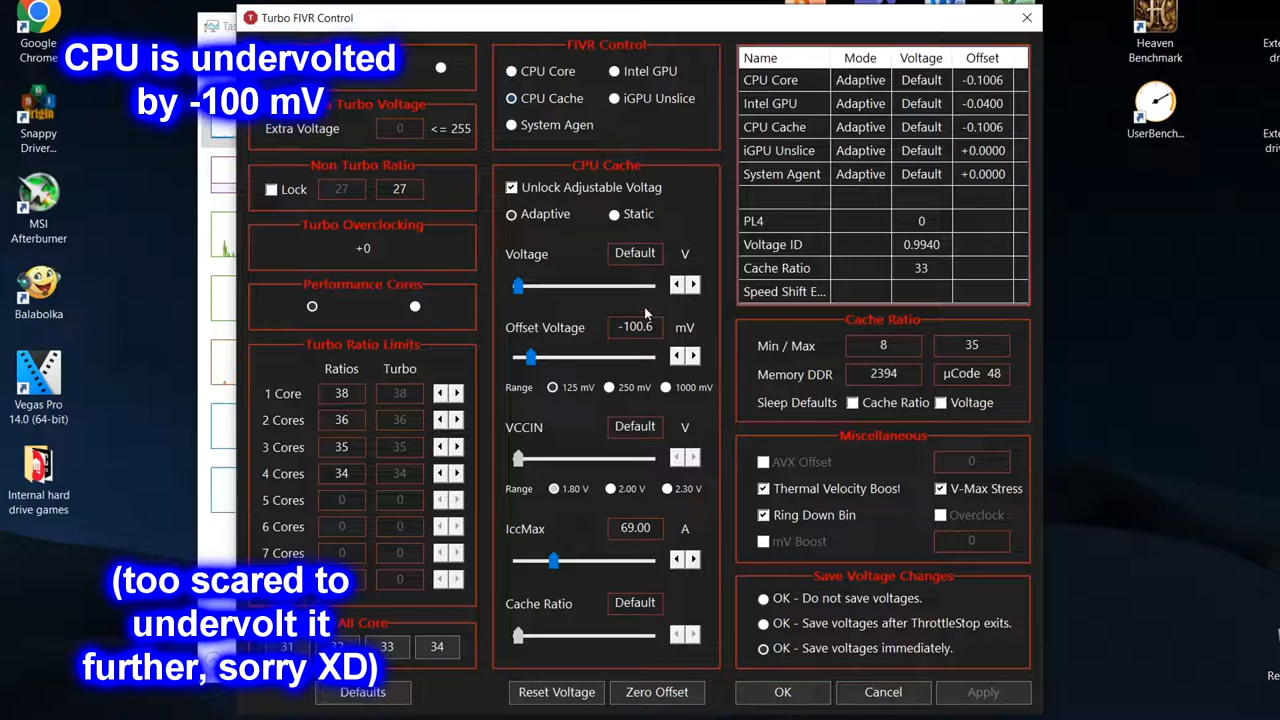 Turbo FIVR Control
Google
Chrome
Snappy
Driver...
MSI
Afterburner
Balabolka
Vegas Pro
14.0 (64-bit)
Internal hard
drive games
CPU is undervolted
by -100 mV
Turbo Voltage
Extra Voltage 0 <= 255
Non Turbo Ratio
Lock 27 27
Turbo Overclocking
+0
Performance Cores
Turbo Ratio Limits
Ratios Turbo
1 Core 38 38
2 Cores 36 36
3 Cores 35 35
4 Cores 34 34
5 Cores 0 0
6 Cores 0 0
7 Cores 0 0
0
(too scared to
undervolt it
further, sorry XD)
All Core
31 32 33 34
Defaults
FIVR Control
CPU Core Intel GPU
CPU Cache iGPU Unslice
System Agen
CPU Cache
Unlock Adjustable Voltag
Adaptive Static
Voltage Default V
Offset Voltage -100.6 mV
Range 125 mV 250 mV 1000 mV
VCCIN Default V
Range 1.80 V 2.00 V 2.30 V
IccMax 69.00 A
Cache Ratio Default
Reset Voltage Zero Offset
Name Mode Voltage Offset
CPU Core Adaptive Default -0.1006
Intel GPU Adaptive Default -0.0400
CPU Cache Adaptive Default -0.1006
iGPU Unslice Adaptive Default +0.0000
System Agent Adaptive Default +0.0000
PL4 0
Voltage ID 0.9940
Cache Ratio 33
Speed Shift E...
Cache Ratio
Min / Max 8 35
Memory DDR 2394 µCode 48
Sleep Defaults Cache Ratio Voltage
Miscellaneous
AVX Offset 0
Thermal Velocity Boost V-Max Stress
Ring Down Bin Overclock
mV Boost 0
Save Voltage Changes
OK - Do not save voltages.
OK - Save voltages after ThrottleStop exits.
OK - Save voltages immediately.
OK Cancel Apply
Heaven
Benchmark
UserBench...